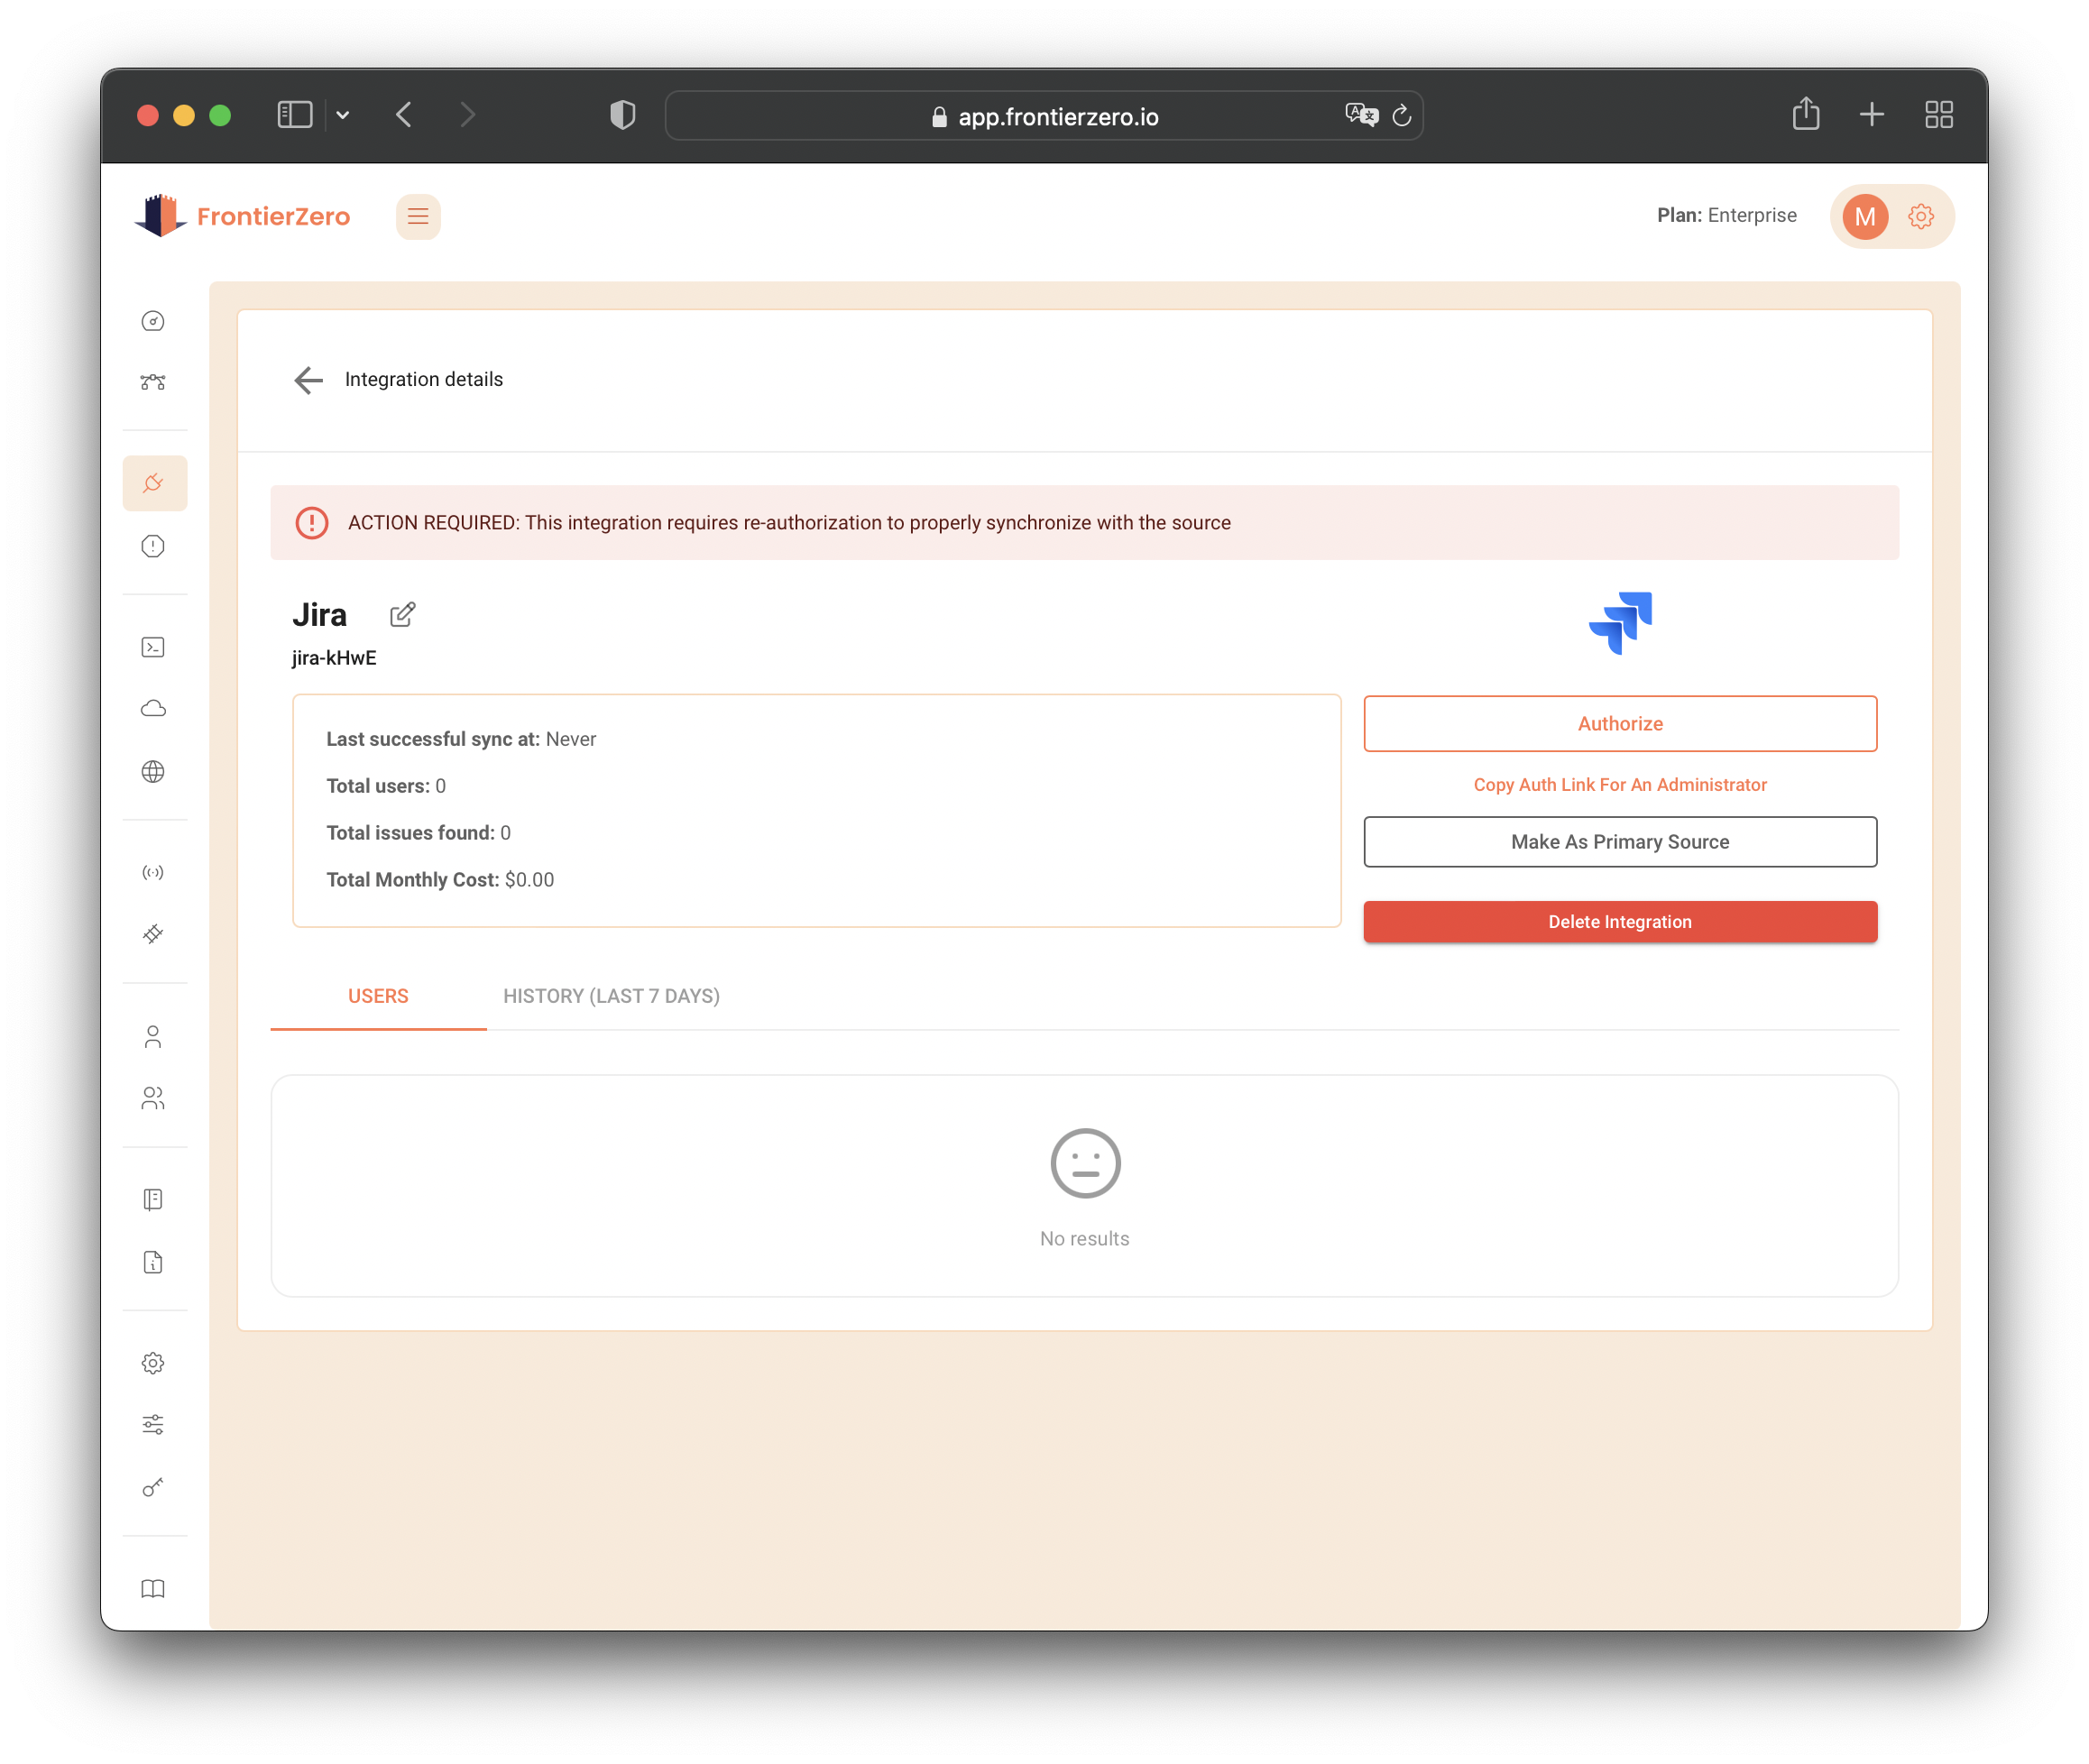 app.frontierzero.io
FrontierZero
Plan: Enterprise
M
Integration details
ACTION REQUIRED: This integration requires re-authorization to properly synchronize with the source
Jira
jira-kHwE
Last successful sync at: Never
Total users: 0
Total issues found: 0
Total Monthly Cost: $0.00
Authorize
Copy Auth Link For An Administrator
Make As Primary Source
Delete Integration
USERS
HISTORY (LAST 7 DAYS)
No results